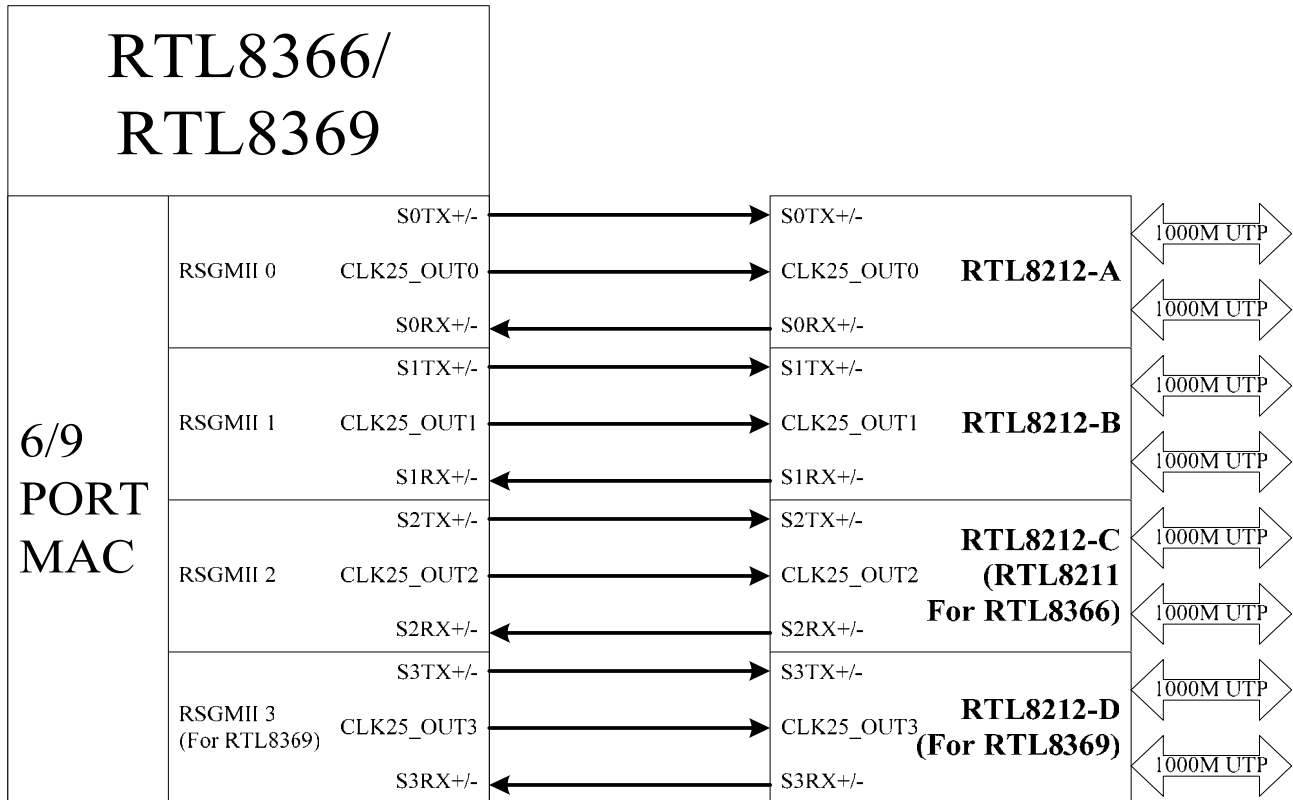 RTL8366/
RTL8369
6/9
PORT
MAC
RSGMII 0
S0TX+/-
CLK25_OUT0
S0RX+/-
S0TX+/-
CLK25_OUT0
S0RX+/-
RTL8212-A
1000M UTP
1000M UTP
RSGMII 1
S1TX+/-
CLK25_OUT1
S1RX+/-
S1TX+/-
CLK25_OUT1
S1RX+/-
RTL8212-B
1000M UTP
1000M UTP
RSGMII 2
S2TX+/-
CLK25_OUT2
S2RX+/-
S2TX+/-
CLK25_OUT2
S2RX+/-
RTL8212-C
(RTL8211
For RTL8366)
1000M UTP
1000M UTP
RSGMII 3
(For RTL8369)
S3TX+/-
CLK25_OUT3
S3RX+/-
S3TX+/-
CLK25_OUT3
S3RX+/-
RTL8212-D
(For RTL8369)
1000M UTP
1000M UTP